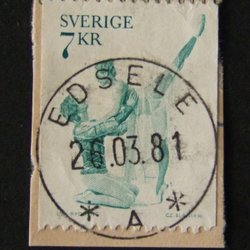 SVERIGE
7 KR
EDSELE
26.03.81
* A *